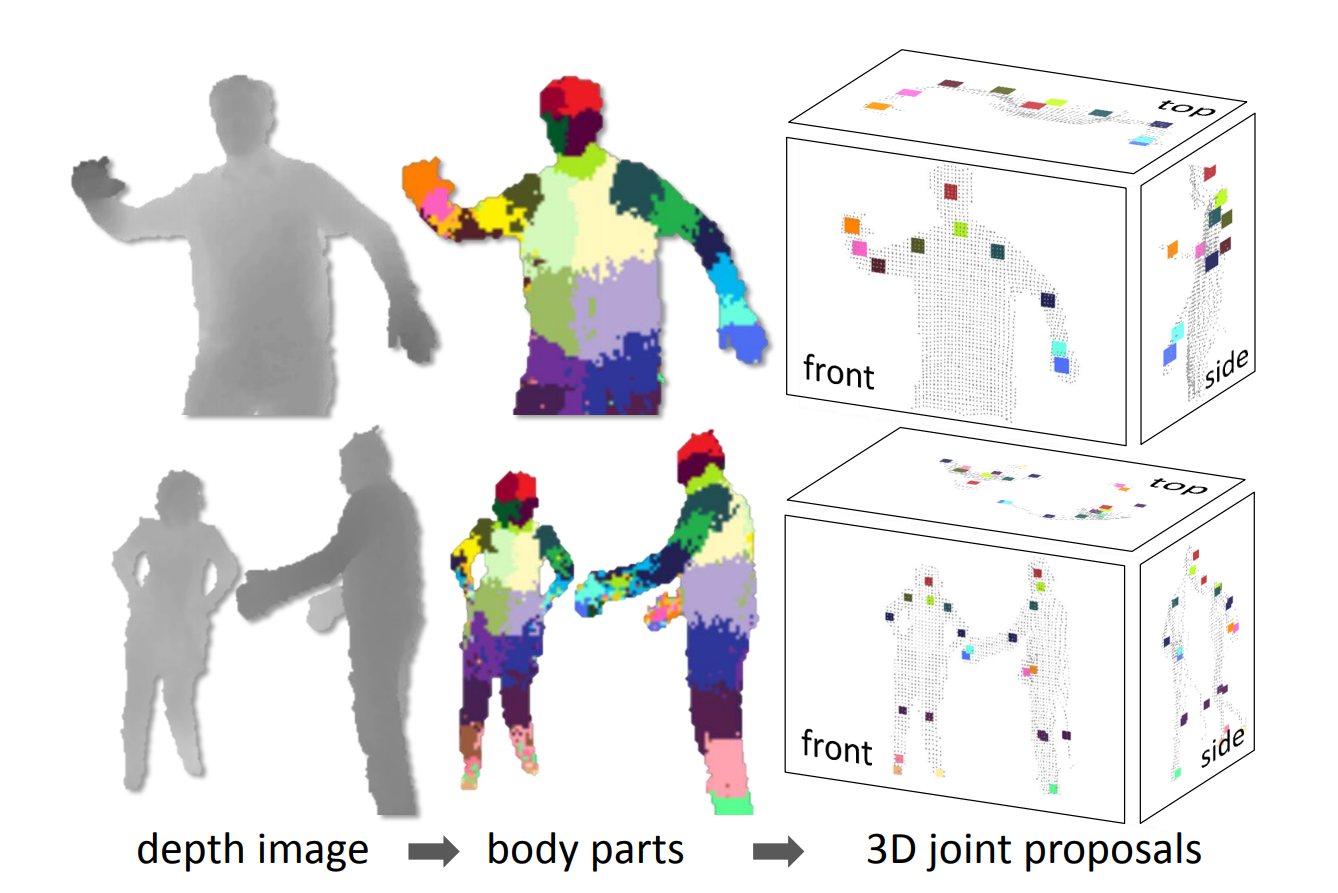 top
front
side
top
front
side
depth image
body parts
3D joint proposals